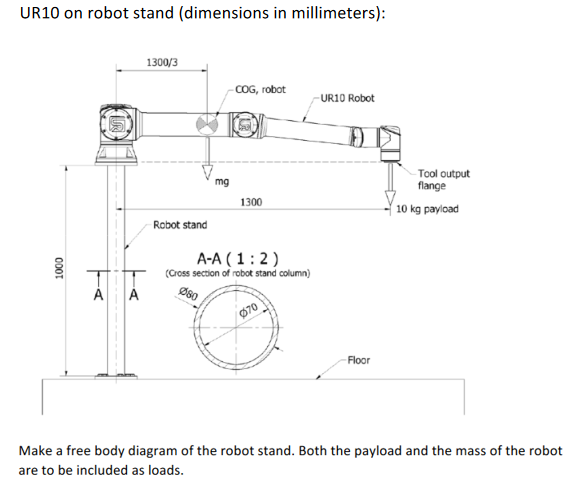 UR10 on robot stand (dimensions in millimeters):
1300/3
COG, robot
UR10 Robot
mg
Tool output
flange
1300
10 kg payload
Robot stand
1000
A-A ( 1 : 2 )
(Cross section of robot stand column)
A A
Ø80
Ø70
Floor
Make a free body diagram of the robot stand. Both the payload and the mass of the robot
are to be included as loads.